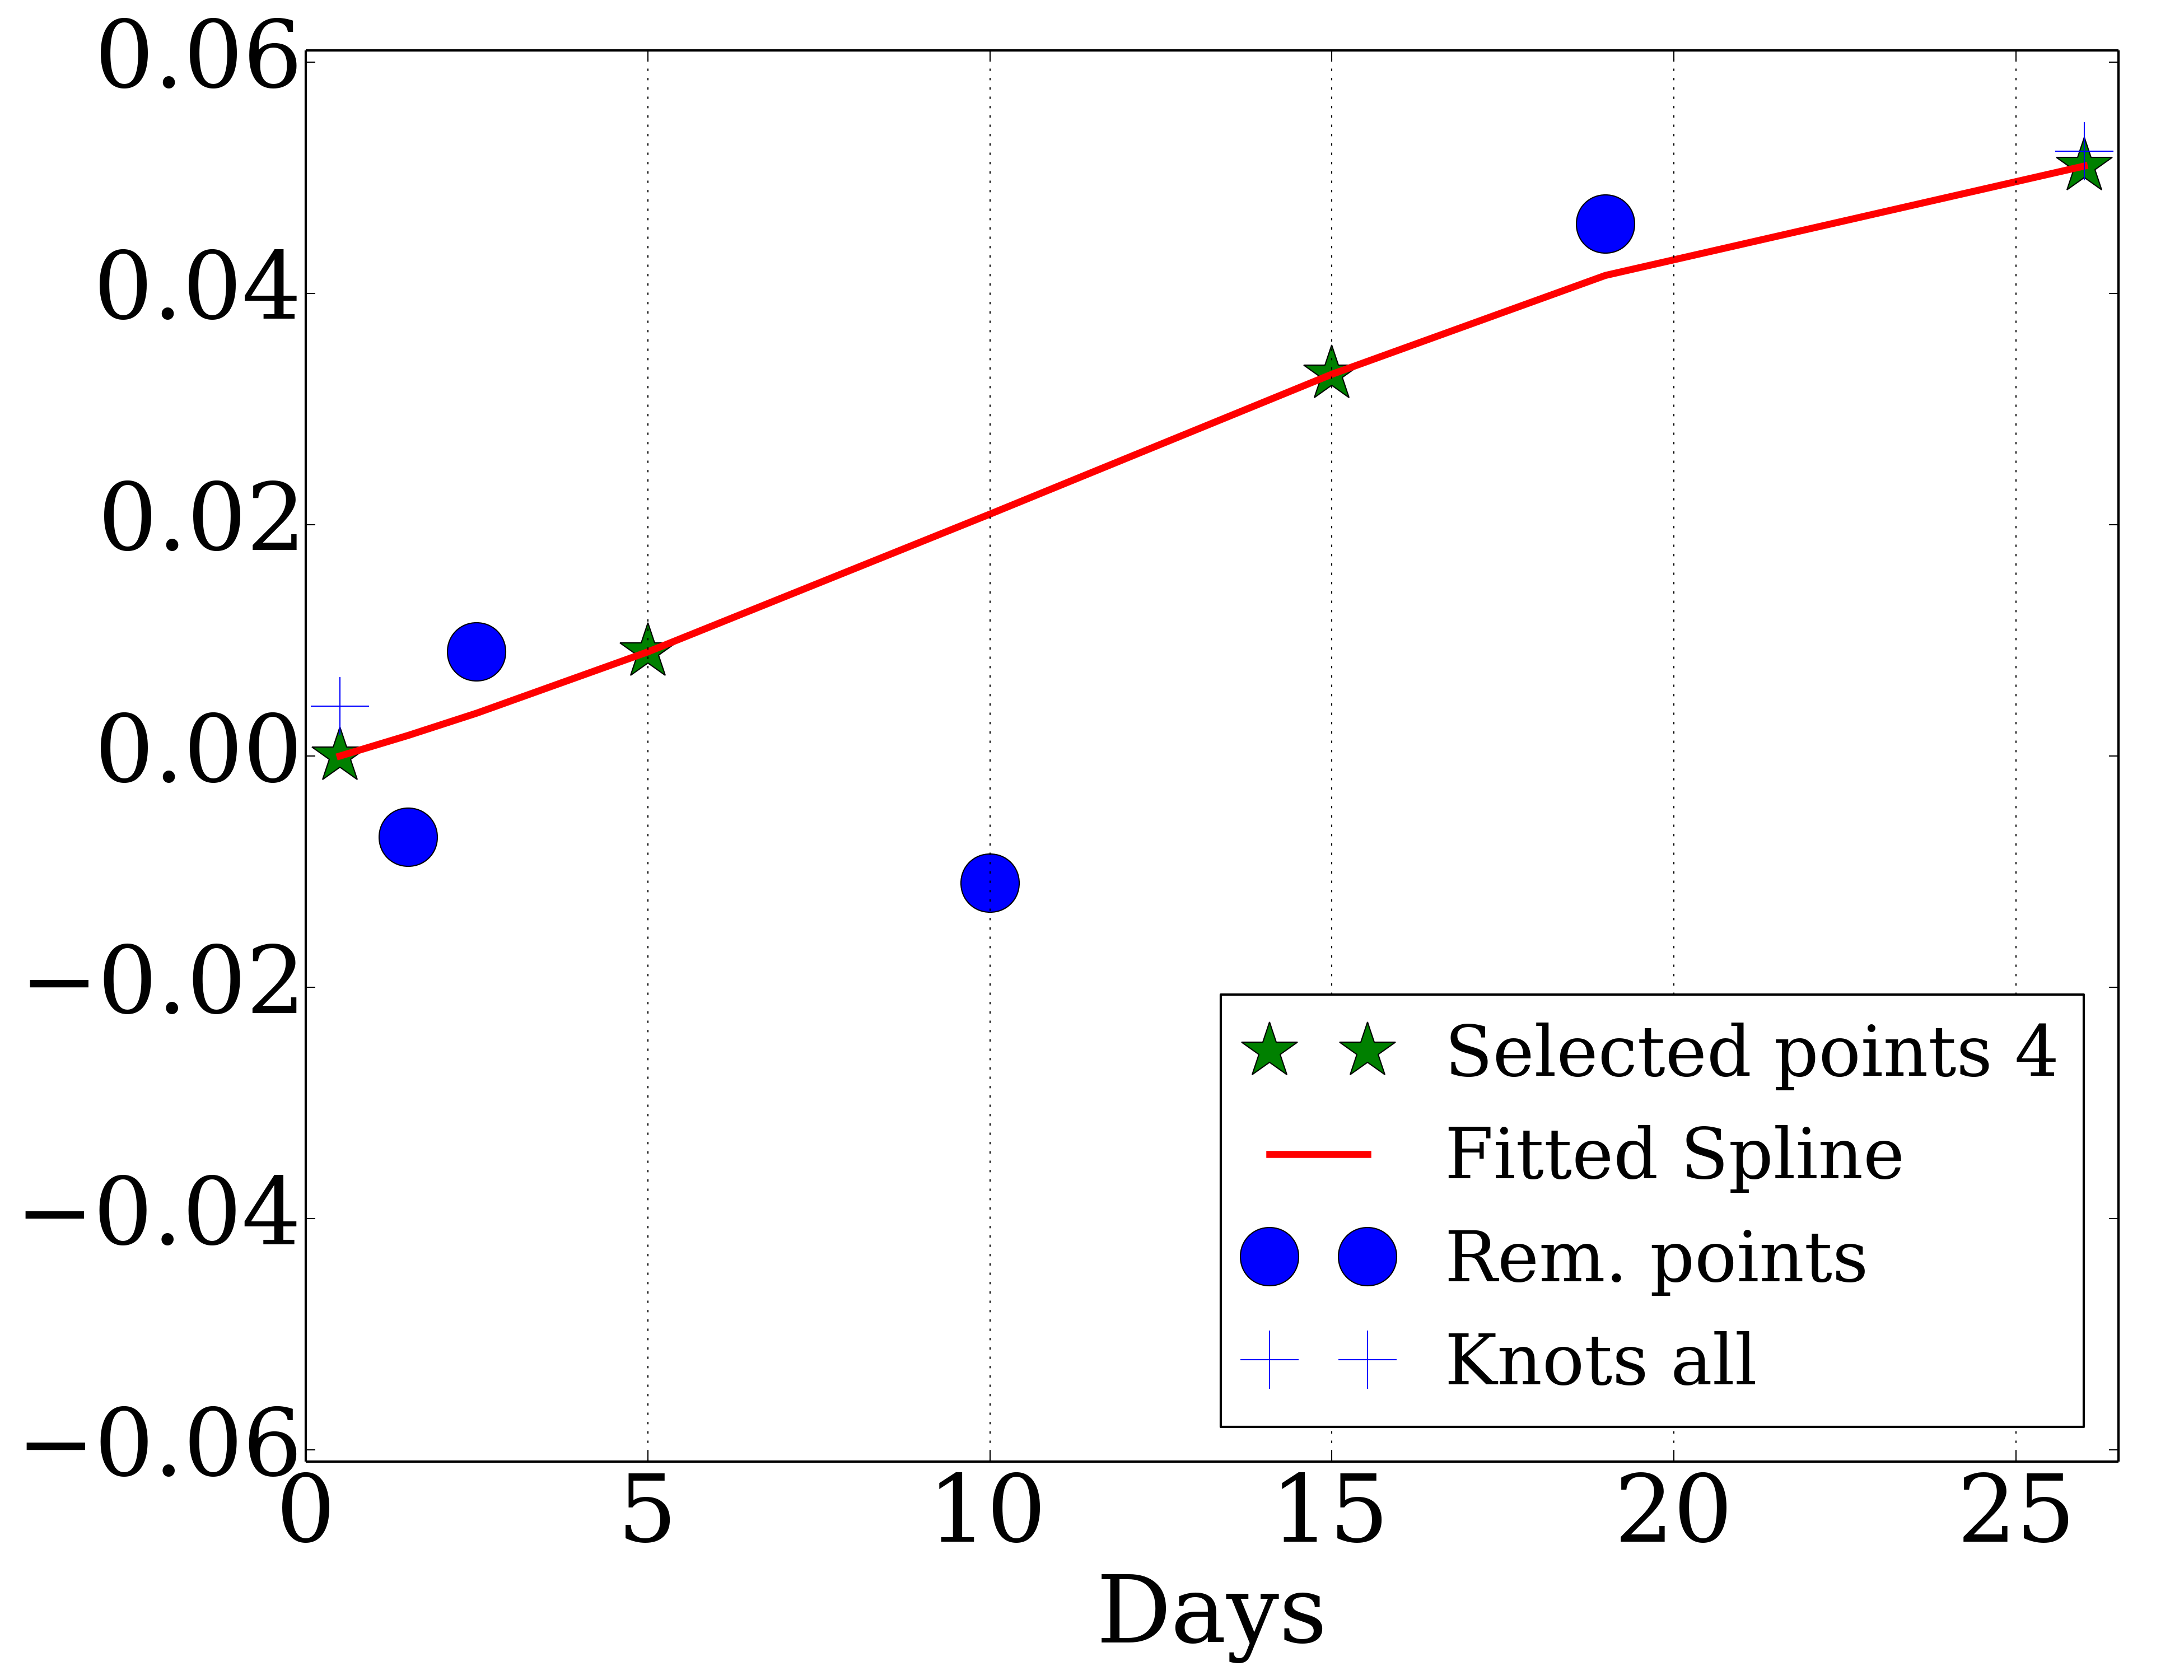 0.06
0.04
0.02
0.00
−0.02
−0.04
−0.06
0 5 10 15 20 25
Days
Selected points 4
Fitted Spline
Rem. points
Knots all